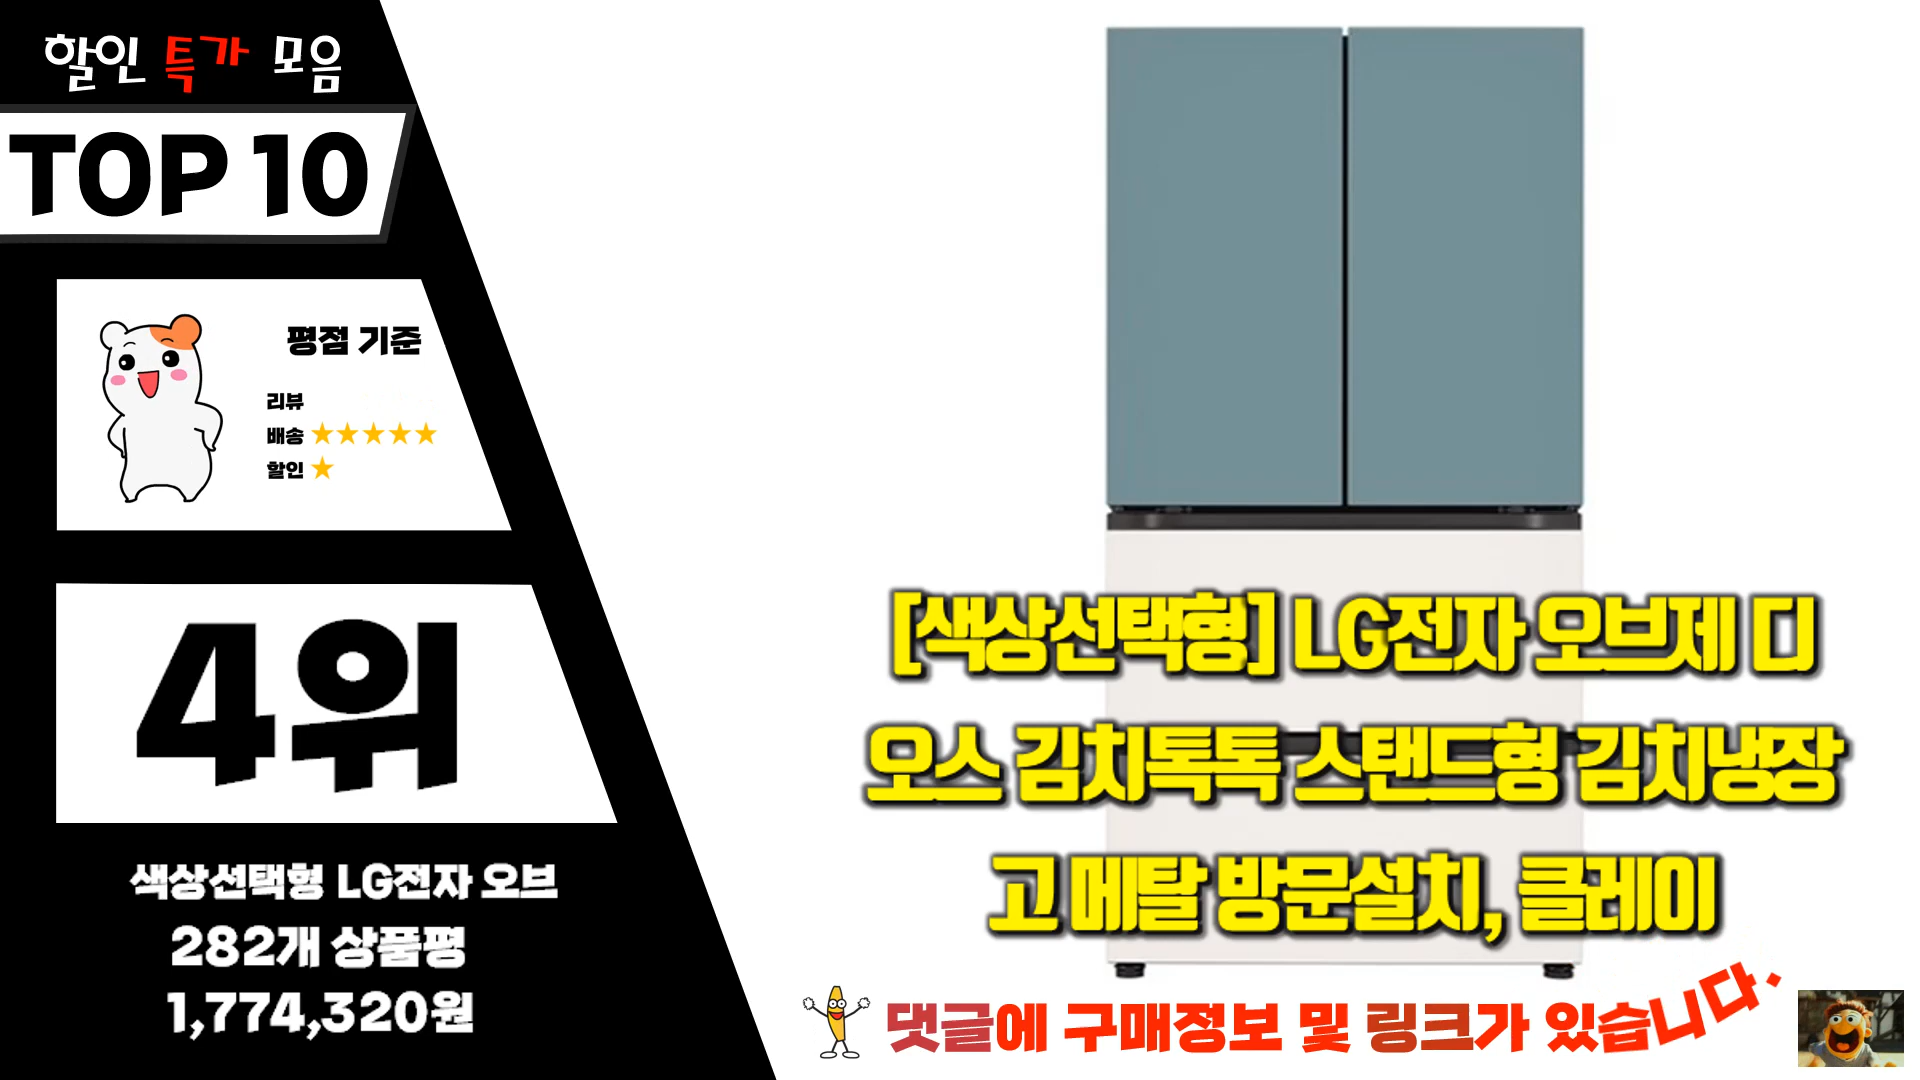 할인 특가 모음
TOP 10
평점 기준
리뷰
배송 ★★★★★
할인 ★
4위
색상선택형 LG전자 오브
282개 상품평
1,774,320원
[색상선택형] LG전자 오브제 디
오스 김치톡톡 스탠드형 김치냉장
고 메탈 방문설치, 클레이
댓글에 구매정보 및 링크가 있습니다.